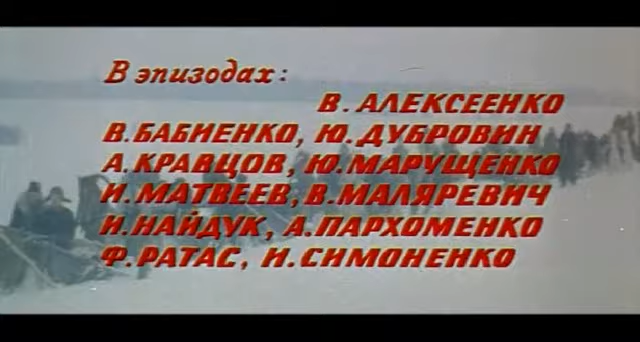 В эпизодах:
В. АЛЕКСЕЕНКО
В. БАБИЕНКО, Ю. ДУБРОВИН
А. КРАВЦОВ, Ю. МАРУЩЕНКО
И. МАТВЕЕВ, В. МАЛЯРЕВИЧ
И. НАЙДУК, А. ПАРХОМЕНКО
Ф. РАТАС, И. СИМОНЕНКО